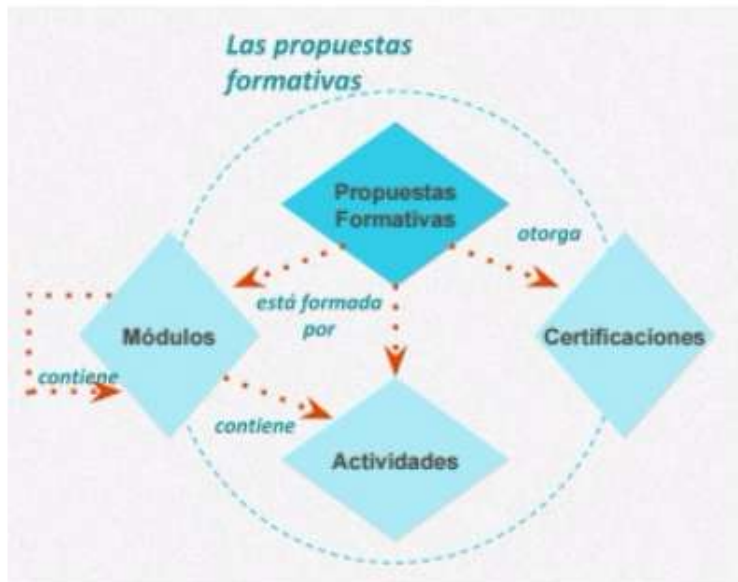 Las propuestas
formativas
Propuestas
Formativas
otorga
está formada
por
Módulos
Certificaciones
contiene
contiene
Actividades